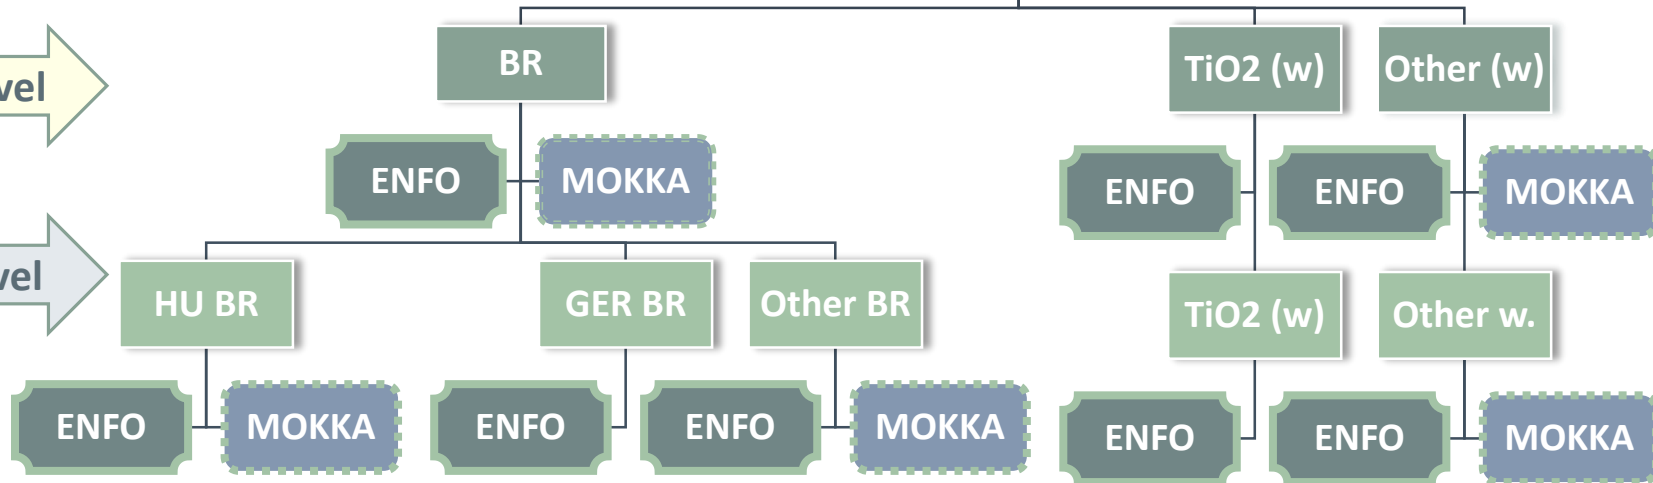 BR
TiO2 (w)
Other (w)
vel
ENFO
MOKKA
ENFO
ENFO
MOKKA
vel
HU BR
GER BR
Other BR
TiO2 (w)
Other w.
ENFO
MOKKA
ENFO
ENFO
MOKKA
ENFO
ENFO
MOKKA